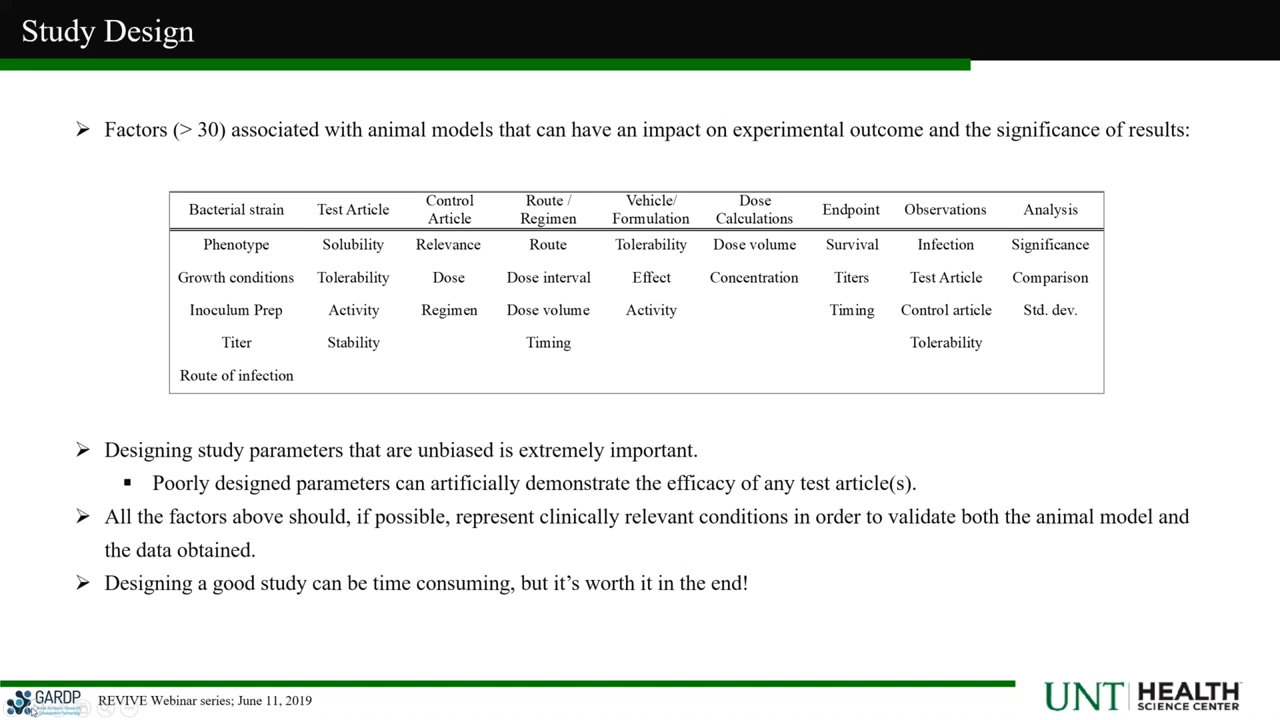 Study Design
➢ Factors (> 30) associated with animal models that can have an impact on experimental outcome and the significance of results:
Bacterial strain Test Article Control Article Route / Regimen Vehicle/ Formulation Dose Calculations Endpoint Observations Analysis
Phenotype Solubility Relevance Route Tolerability Dose volume Survival Infection Significance
Growth conditions Tolerability Dose Dose interval Effect Concentration Titers Test Article Comparison
Inoculum Prep Activity Regimen Dose volume Activity Timing Control article Std. dev.
Titer Stability Timing Tolerability
Route of infection
➢ Designing study parameters that are unbiased is extremely important.
▪ Poorly designed parameters can artificially demonstrate the efficacy of any test article(s).
➢ All the factors above should, if possible, represent clinically relevant conditions in order to validate both the animal model and
the data obtained.
➢ Designing a good study can be time consuming, but it’s worth it in the end!
GARDP
REVIVE Webinar series; June 11, 2019
UNT HEALTH
SCIENCE CENTER